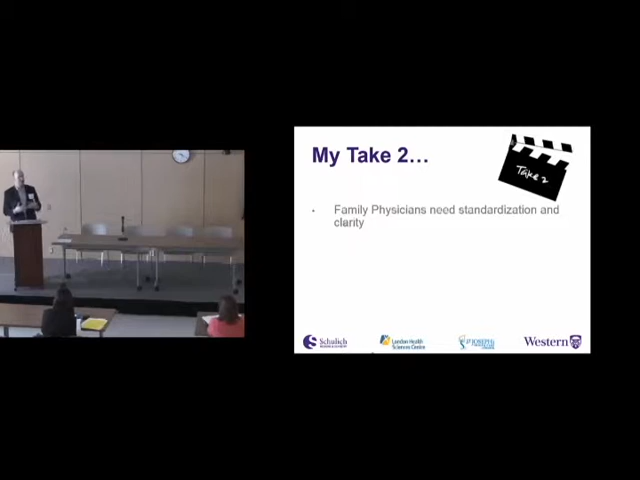 My Take 2...
Take 2
Family Physicians need standardization and
clarity
Schulich
London Health
Sciences Centre
ST JOSEPH'S
Western